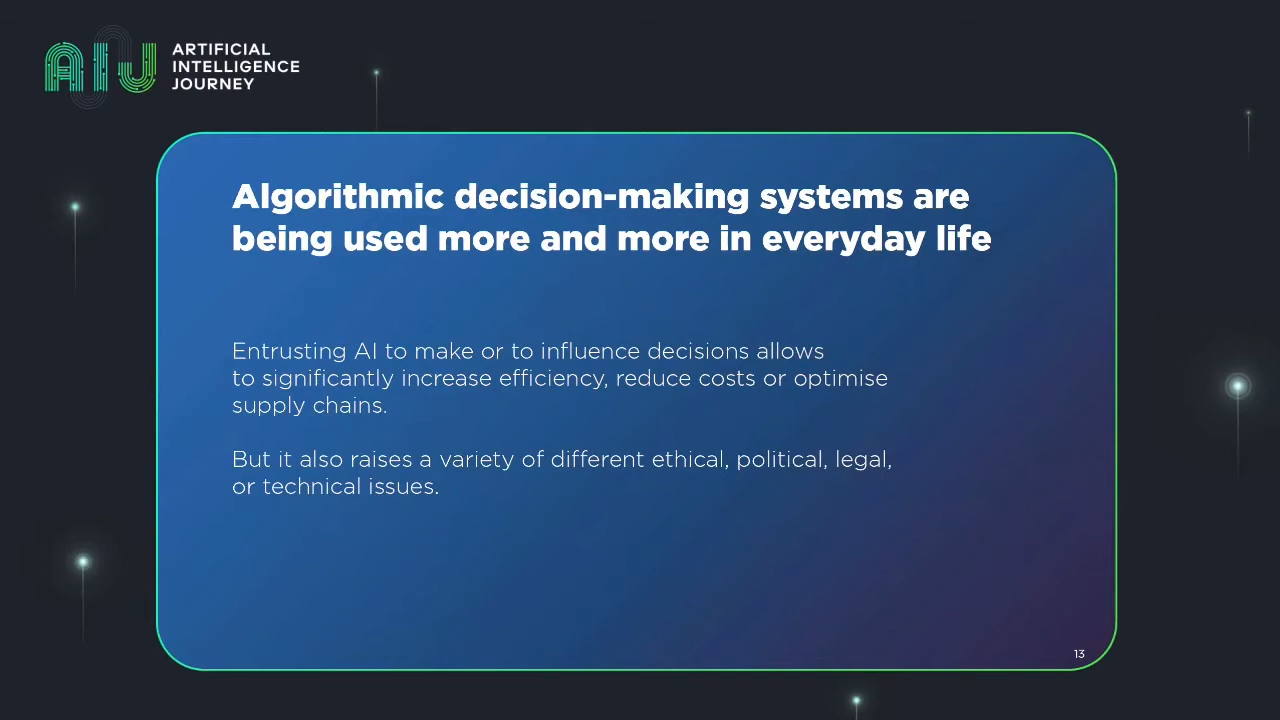 AIJ
ARTIFICIAL
INTELLIGENCE
JOURNEY
Algorithmic decision-making systems are
being used more and more in everyday life
Entrusting AI to make or to influence decisions allows
to significantly increase efficiency, reduce costs or optimise
supply chains.
But it also raises a variety of different ethical, political, legal,
or technical issues.
13